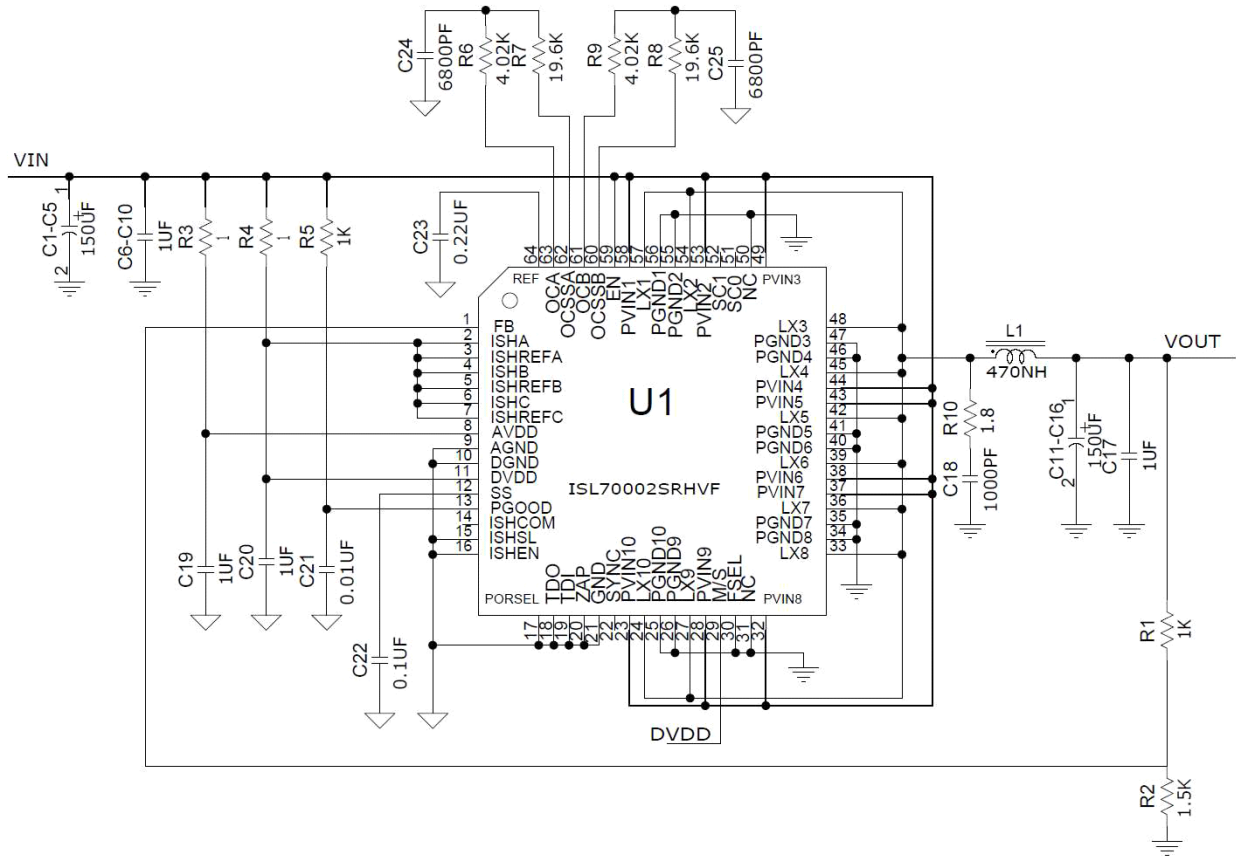 C24
6800PF
R6
4.02K
R7
19.6K
R9
4.02K
R8
19.6K
C25
6800PF
VIN
1
C1-C5
150UF
+
2
C6-C10
1UF
R3
1
R4
1
R5
1K
C23
0.22UF
64
63
62
61
60
59
58
57
56
55
54
53
52
51
50
49
REF
OCA
OCSSA
OCB
OCSSB
EN
PVIN1
LX1
PGND1
PGND2
LX2
PVIN2
SC1
SC0
NC
PVIN3
1 FB
2 ISHA
3 ISHREFA
4 ISHB
5 ISHREFB
6 ISHC
7 ISHREFC
8 AVDD
9 AGND
10 DGND
11 DVDD
12 SS
13 PGOOD
14 ISHCOM
15 ISHSL
16 ISHEN
U1
ISL70002SRHVF
LX3 48
PGND3 47
PGND4 46
LX4 45
PVIN4 44
PVIN5 43
LX5 42
PGND5 41
PGND6 40
LX6 39
PVIN6 38
PVIN7 37
LX7 36
PGND7 35
PGND8 34
LX8 33
PORSEL
TDO
TDI
ZAP
GND
SYNC
PVIN10
LX10
PGND10
PGND9
LX9
PVIN9
M/S
FSEL
NC
PVIN8
17
18
19
20
21
22
23
24
25
26
27
28
29
30
31
32
L1
470NH
VOUT
R10
1.8
C18
1000PF
1
C11-C16
150UF
+
2
C17
1UF
C19
1UF
C20
1UF
C21
0.01UF
C22
0.1UF
DVDD
R1
1K
R2
1.5K